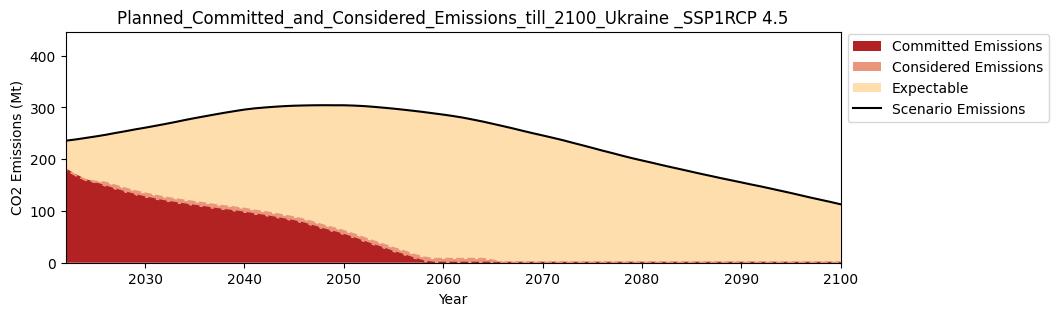 Planned_Committed_and_Considered_Emissions_till_2100_Ukraine _SSP1RCP 4.5
CO2 Emissions (Mt)
400
300
200
100
0
2030 2040 2050 2060 2070 2080 2090 2100
Year
Committed Emissions
Considered Emissions
Expectable
Scenario Emissions